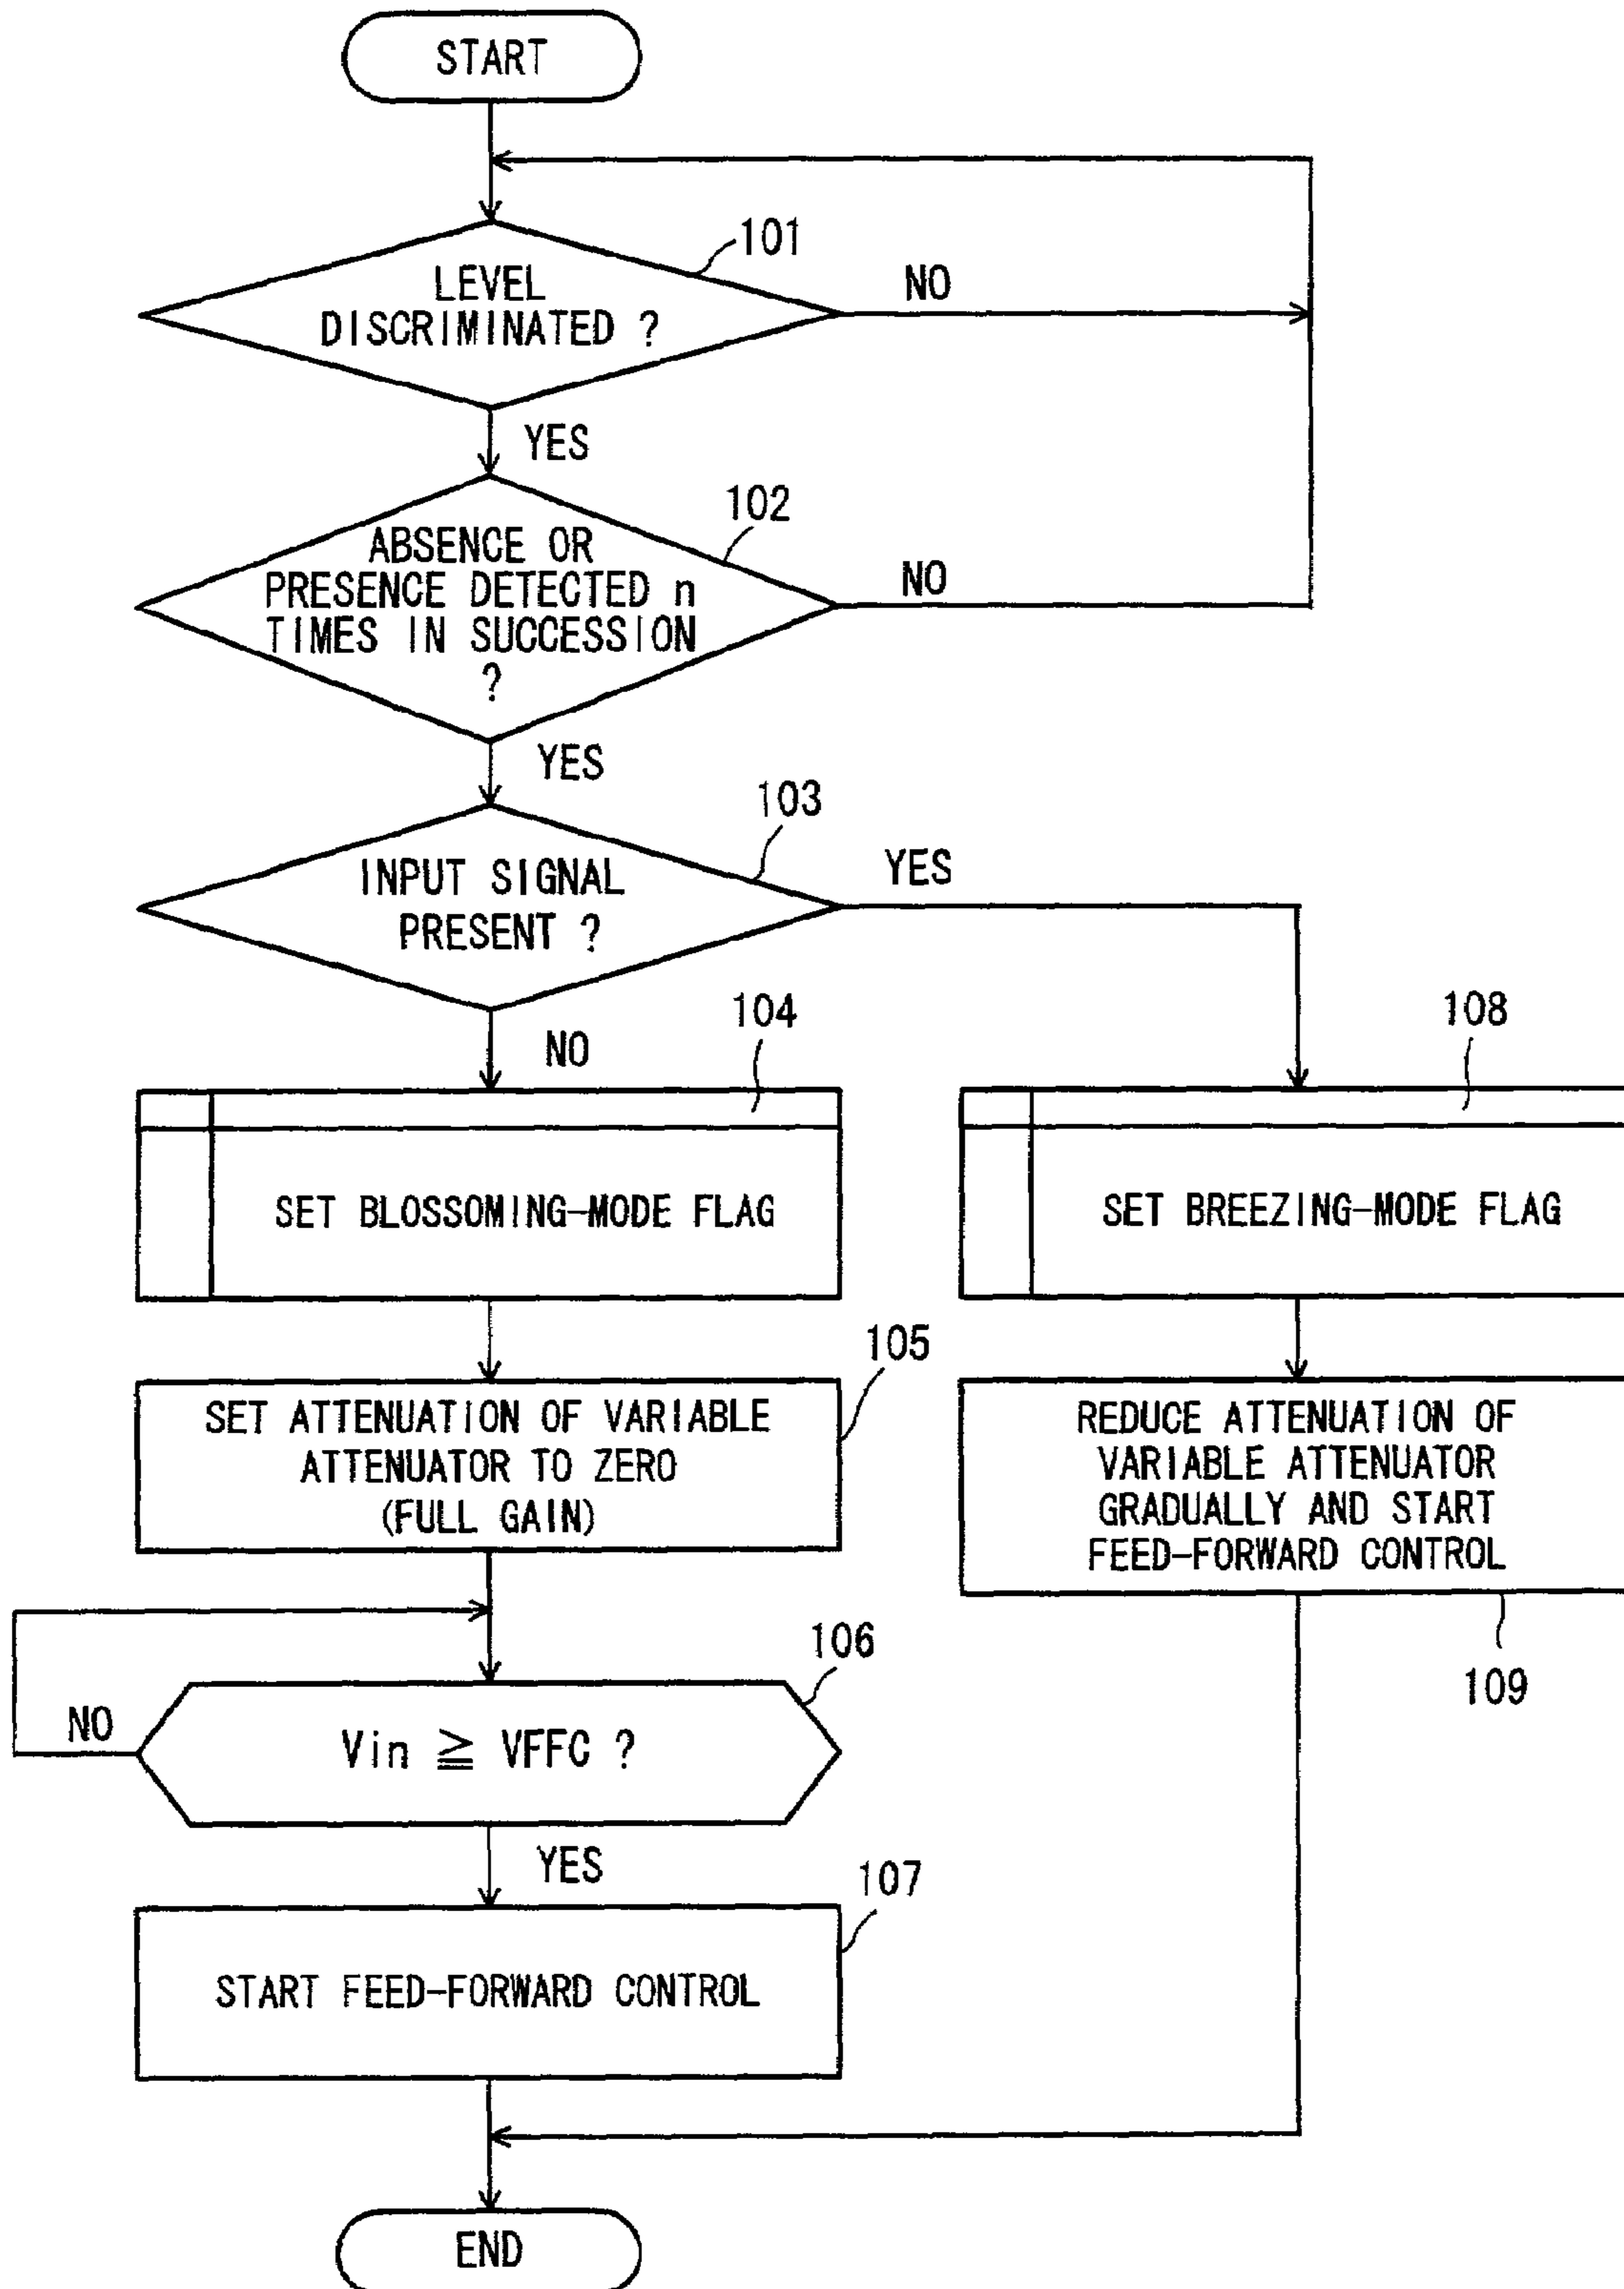 START
101
LEVEL
DISCRIMINATED ?
NO
YES
102
ABSENCE OR
PRESENCE DETECTED n
TIMES IN SUCCESSION
?
NO
YES
103
INPUT SIGNAL
PRESENT ?
YES
NO
104
SET BLOSSOMING-MODE FLAG
108
SET BREEZING-MODE FLAG
105
SET ATTENUATION OF VARIABLE
ATTENUATOR TO ZERO
(FULL GAIN)
REDUCE ATTENUATION OF
VARIABLE ATTENUATOR
GRADUALLY AND START
FEED-FORWARD CONTROL
109
106
Vin ≧ VFFC ?
NO
YES
107
START FEED-FORWARD CONTROL
END